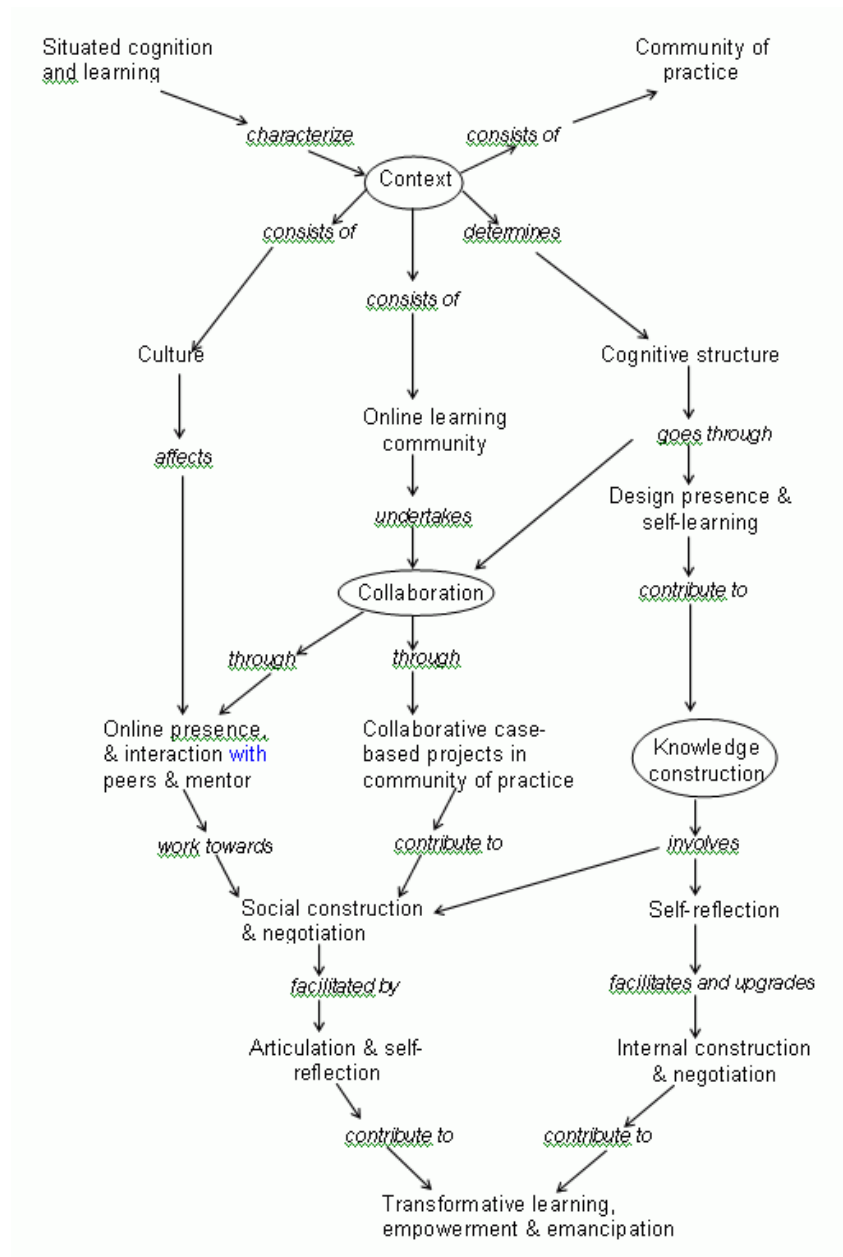 Situated cognition
and learning
Community of
practice
characterize
consists of
Context
consists of
determines
consists of
Culture
Cognitive structure
Online learning
community
goes through
affects
Design presence &
self-learning
undertakes
Collaboration
contribute to
through
through
Online presence,
& interaction with
peers & mentor
Collaborative case-
based projects in
community of practice
Knowledge
construction
work towards
contribute to
involves
Social construction
& negotiation
Self-reflection
facilitated by
facilitates and upgrades
Articulation & self-
reflection
Internal construction
& negotiation
contribute to
contribute to
Transformative learning,
empowerment & emancipation